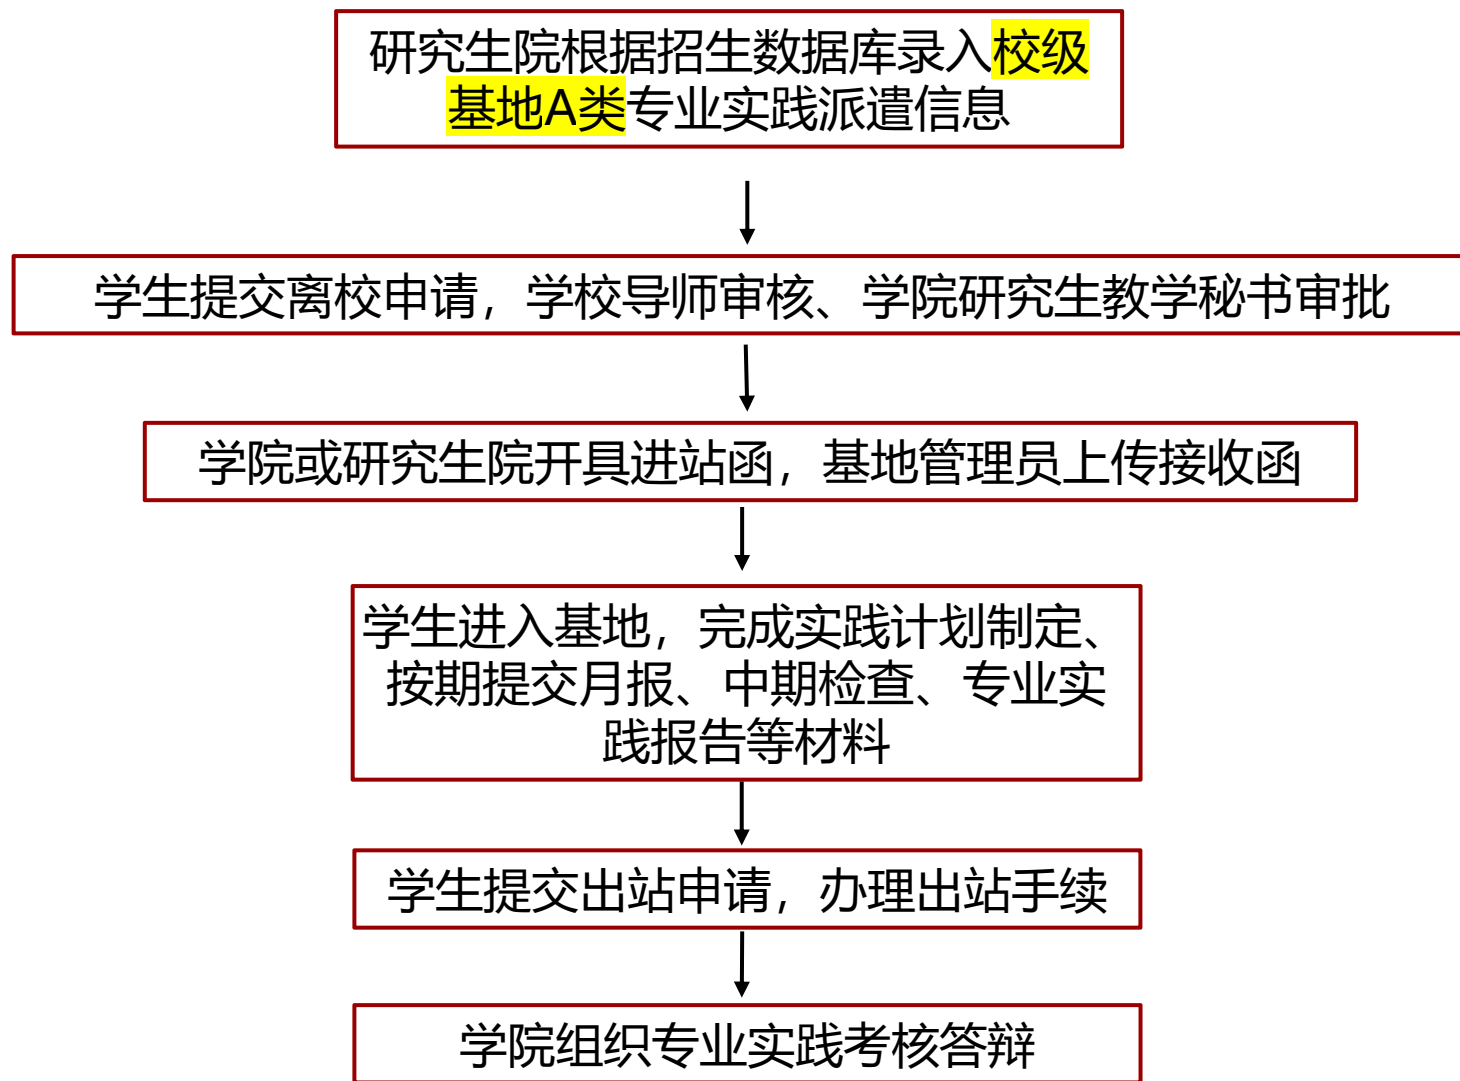 研究生院根据招生数据库录入校级
基地A类专业实践派遣信息
学生提交离校申请，学校导师审核、学院研究生教学秘书审批
学院或研究生院开具进站函，基地管理员上传接收函
学生进入基地，完成实践计划制定、
按期提交月报、中期检查、专业实
践报告等材料
学生提交出站申请，办理出站手续
学院组织专业实践考核答辩